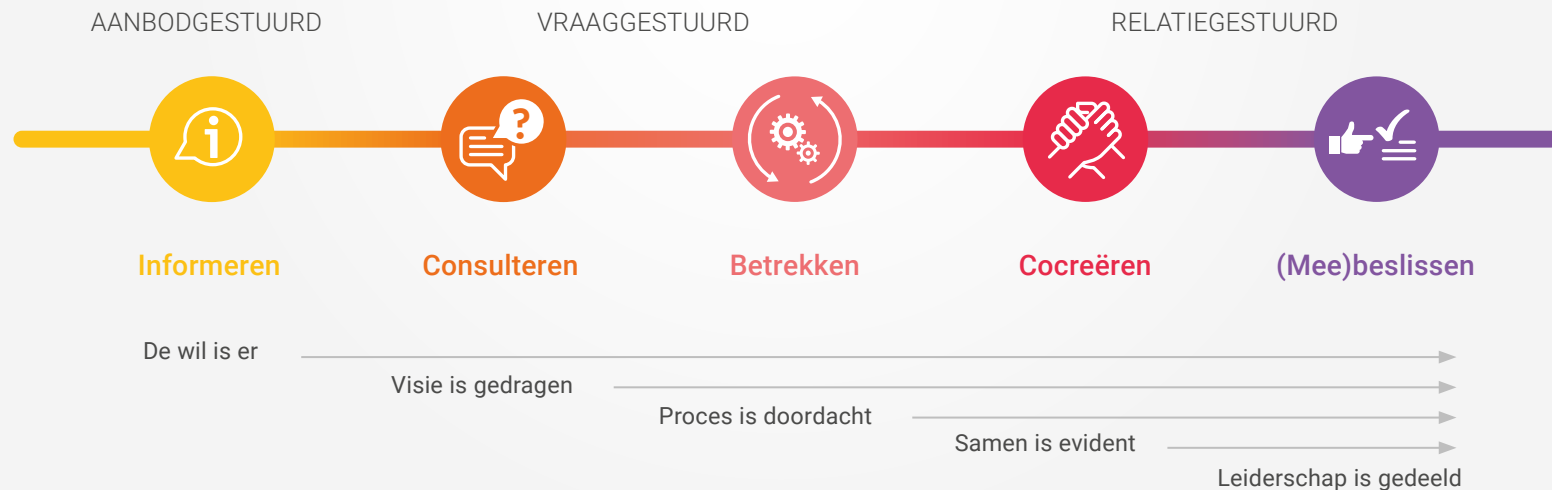 AANBODGESTUURD VRAAGGESTUURD RELATIEGESTUURD
i
?
Informeren Consulteren Betrekken Cocreëren (Mee)beslissen
De wil is er
Visie is gedragen
Proces is doordacht
Samen is evident
Leiderschap is gedeeld